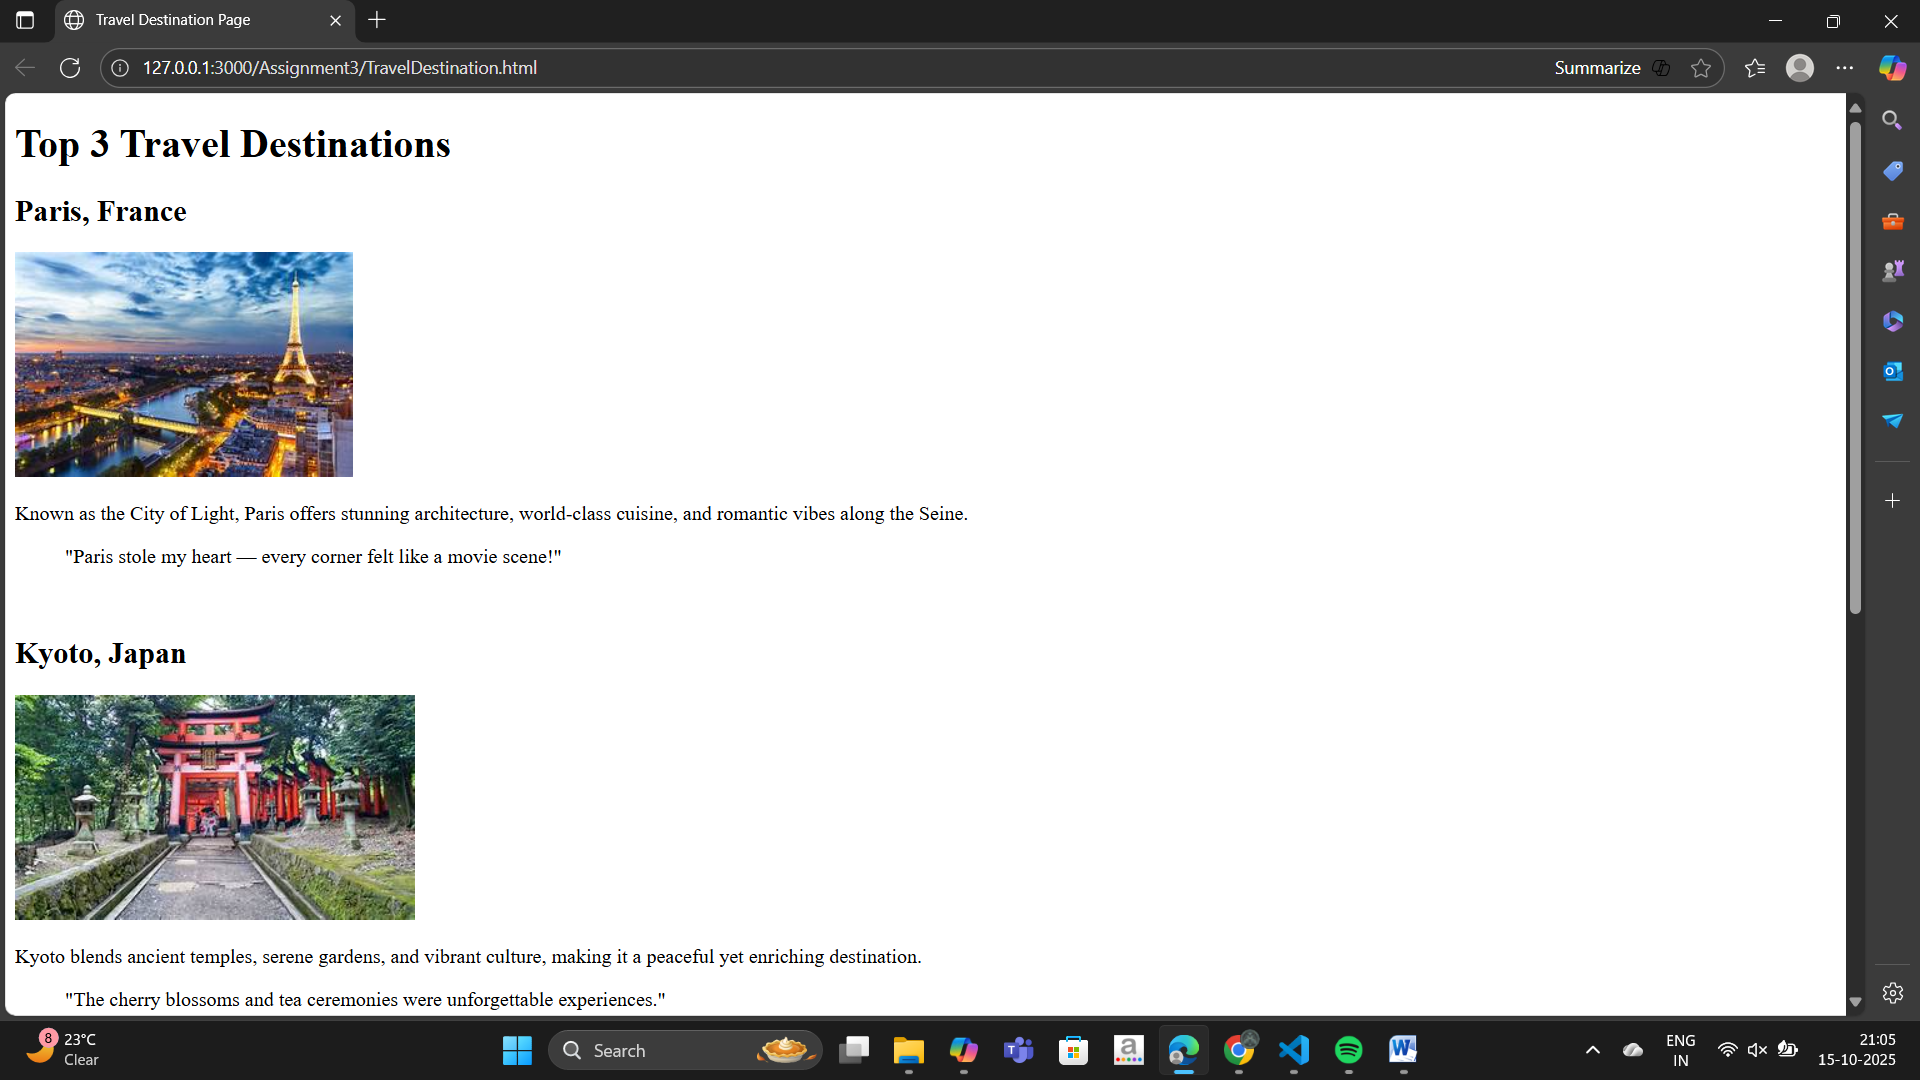 Travel Destination Page
127.0.0.1:3000/Assignment3/TravelDestination.html
Summarize
Top 3 Travel Destinations
Paris, France
Known as the City of Light, Paris offers stunning architecture, world-class cuisine, and romantic vibes along the Seine.
"Paris stole my heart — every corner felt like a movie scene!"
Kyoto, Japan
Kyoto blends ancient temples, serene gardens, and vibrant culture, making it a peaceful yet enriching destination.
"The cherry blossoms and tea ceremonies were unforgettable experiences."
8
23°C
Clear
Search
ENG
IN
21:05
15-10-2025